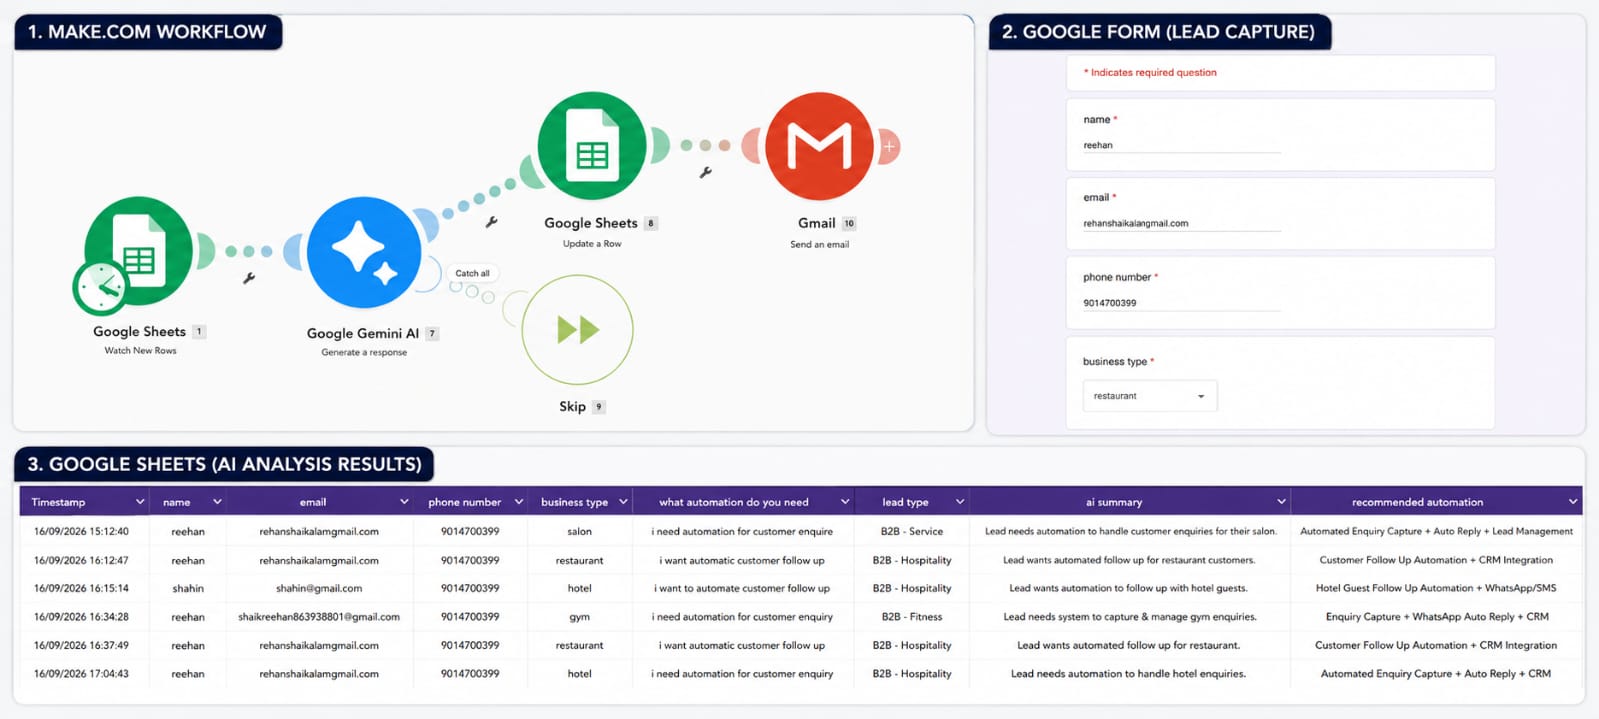 1. MAKE.COM WORKFLOW
Google Sheets 1
Watch New Rows
Google Gemini AI 7
Generate a response
Catch all
Google Sheets 8
Update a Row
Gmail 10
Send an email
Skip 9
2. GOOGLE FORM (LEAD CAPTURE)
* Indicates required question
name *
reehan
email *
rehanshaikalangmail.com
phone number *
9014700399
business type *
restaurant
3. GOOGLE SHEETS (AI ANALYSIS RESULTS)
Timestamp name email phone number business type what automation do you need lead type ai summary recommended automation
16/09/2026 15:12:40 reehan rehanshaikalamgmail.com 9014700399 salon i need automation for customer enquire B2B - Service Lead needs automation to handle customer enquiries for their salon. Automated Enquiry Capture + Auto Reply + Lead Management
16/09/2026 16:12:47 reehan rehanshaikalamgmail.com 9014700399 restaurant i want automatic customer follow up B2B - Hospitality Lead wants automated follow up for restaurant customers. Customer Follow Up Automation + CRM Integration
16/09/2026 16:15:14 shahin shahin@gmail.com 9014700399 hotel i want to automate customer follow up B2B - Hospitality Lead wants automation to follow up with hotel guests. Hotel Guest Follow Up Automation + WhatsApp/SMS
16/09/2026 16:34:28 reehan shaikreehan863938801@gmail.com 9014700399 gym i need automation for customer enquiry B2B - Fitness Lead needs system to capture & manage gym enquiries. Enquiry Capture + WhatsApp Auto Reply + CRM
16/09/2026 16:37:49 reehan rehanshaikalamgmail.com 9014700399 restaurant i want automatic customer follow up B2B - Hospitality Lead wants automated follow up for restaurant. Customer Follow Up Automation + CRM Integration
16/09/2026 17:04:43 reehan rehanshaikalamgmail.com 9014700399 hotel i need automation for customer enquiry B2B - Hospitality Lead needs automation to handle hotel enquiries. Automated Enquiry Capture + Auto Reply + CRM